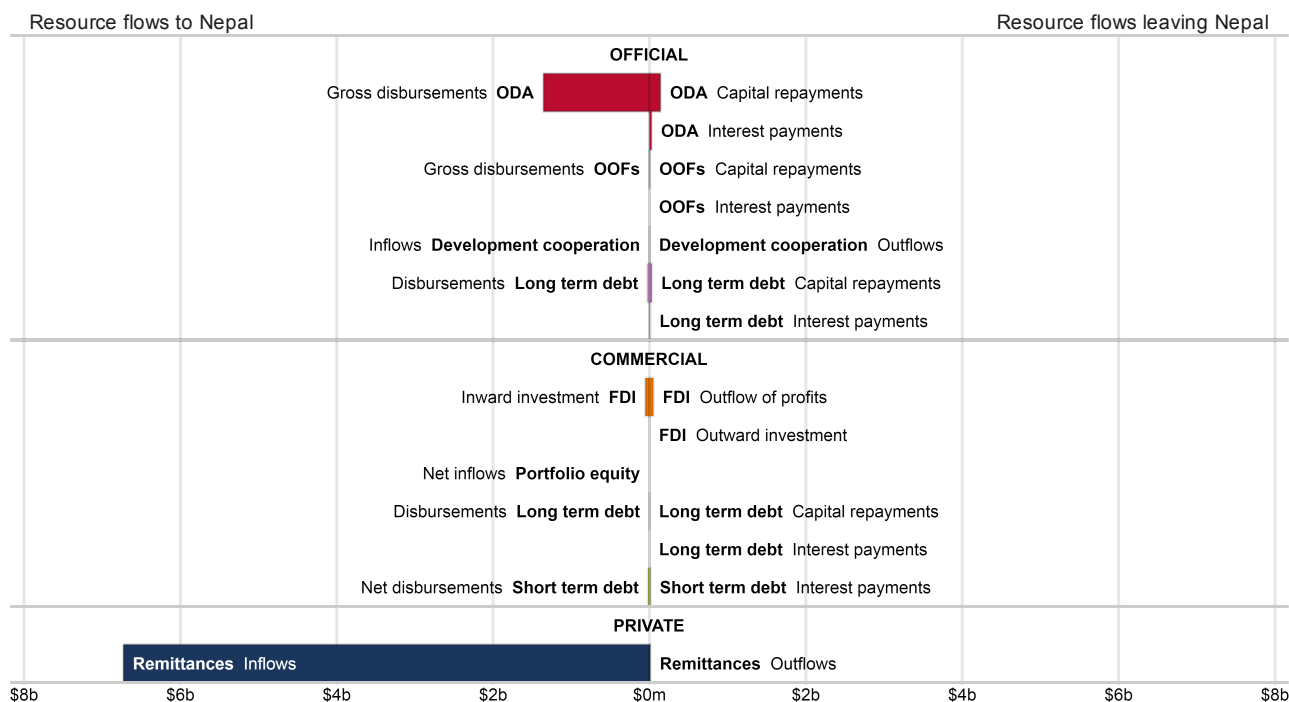 Resource flows to Nepal Resource flows leaving Nepal
OFFICIAL
Gross disbursements ODA ODA Capital repayments
ODA Interest payments
Gross disbursements OOFs OOFs Capital repayments
OOFs Interest payments
Inflows Development cooperation Development cooperation Outflows
Disbursements Long term debt Long term debt Capital repayments
Long term debt Interest payments
COMMERCIAL
Inward investment FDI FDI Outflow of profits
FDI Outward investment
Net inflows Portfolio equity
Disbursements Long term debt Long term debt Capital repayments
Long term debt Interest payments
Net disbursements Short term debt Short term debt Interest payments
PRIVATE
Remittances Inflows Remittances Outflows
$8b $6b $4b $2b $0m $2b $4b $6b $8b